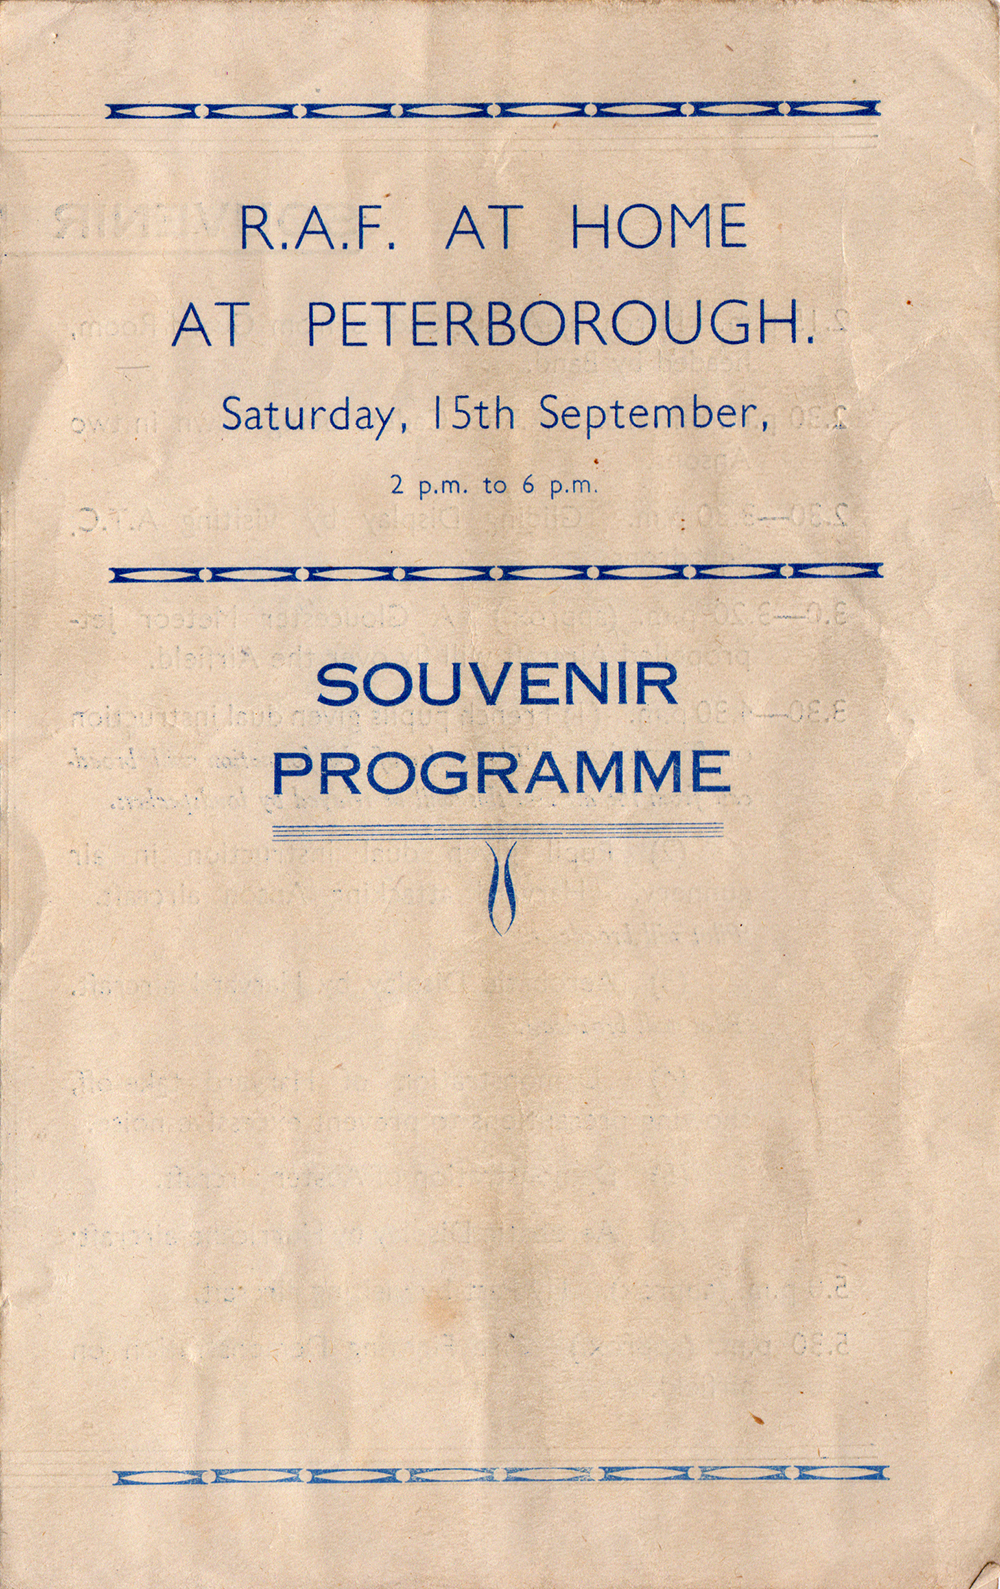 R.A.F. AT HOME
AT PETERBOROUGH.
Saturday, 15th September,
2 p.m. to 6 p.m.
SOUVENIR
PROGRAMME